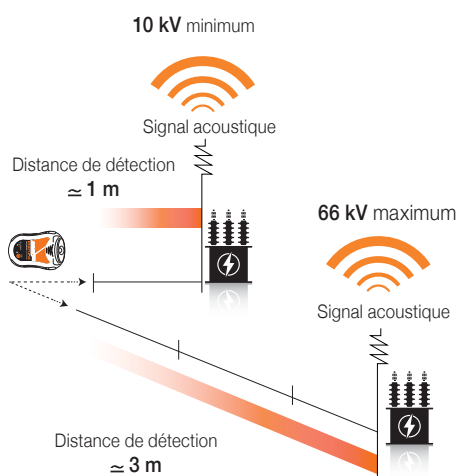 10 kV minimum
Signal acoustique
Distance de détection
≃ 1 m
66 kV maximum
Signal acoustique
Distance de détection
≃ 3 m